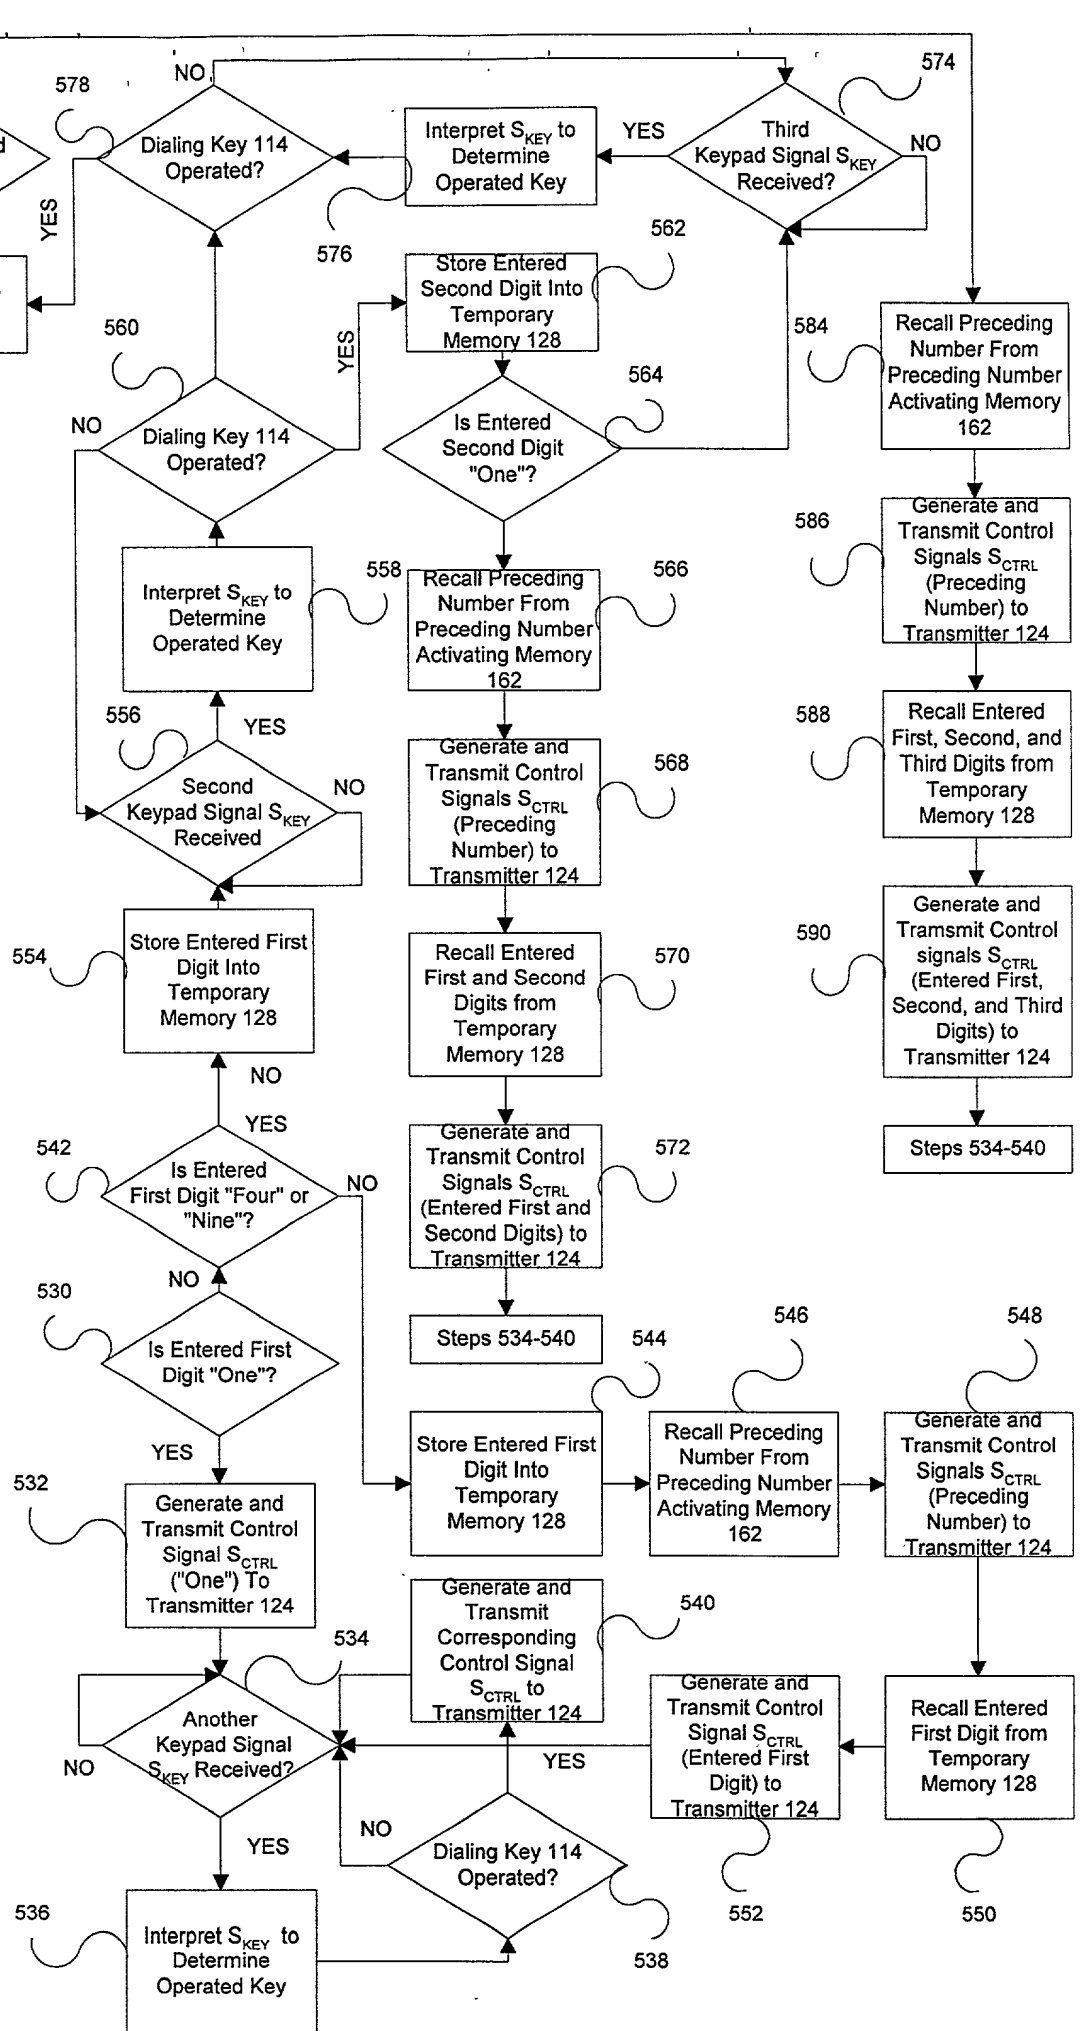 574
578
NO
d
Dialing Key 114
Operated?
Interpret SKEY to
Determine
Operated Key
YES
Third
Keypad Signal SKEY
Received?
NO
YES
576
562
Store Entered
Second Digit Into
Temporary
Memory 128
560
YES
584
Recall Preceding
Number From
Preceding Number
Activating Memory
162
564
NO
Dialing Key 114
Operated?
Is Entered
Second Digit
"One"?
586
Generate and
Transmit Control
Signals SCTRL
(Preceding
Number) to
Transmitter 124
558
Interpret SKEY to
Determine
Operated Key
Recall Preceding
Number From
Preceding Number
Activating Memory
162
566
556
YES
588
Recall Entered
First, Second, and
Third Digits from
Temporary
Memory 128
Second
Keypad Signal SKEY
Received
NO
Generate and
Transmit Control
Signals SCTRL
(Preceding
Number) to
Transmitter 124
568
554
Store Entered First
Digit Into
Temporary
Memory 128
Recall Entered
First and Second
Digits from
Temporary
Memory 128
570
590
Generate and
Tramsmit Control
signals SCTRL
(Entered First,
Second, and Third
Digits) to
Transmitter 124
NO
YES
542
Is Entered
First Digit "Four" or
"Nine"?
NO
Generate and
Transmit Control
Signals SCTRL
(Entered First and
Second Digits) to
Transmitter 124
572
Steps 534-540
530
NO
Is Entered First
Digit "One"?
Steps 534-540
544
546
548
YES
Store Entered First
Digit Into
Temporary
Memory 128
Recall Preceding
Number From
Preceding Number
Activating Memory
162
Generate and
Transmit Control
Signals SCTRL
(Preceding
Number) to
Transmitter 124
532
Generate and
Transmit Control
Signal SCTRL
("One") To
Transmitter 124
534
Generate and
Transmit
Corresponding
Control Signal
SCTRL to
Transmitter 124
540
Another
Keypad Signal
SKEY Received?
NO
YES
Generate and
Transmit Control
Signal SCTRL
(Entered First
Digit) to
Transmitter 124
Recall Entered
First Digit from
Temporary
Memory 128
YES
NO
Dialing Key 114
Operated?
552
550
536
Interpret SKEY to
Determine
Operated Key
538